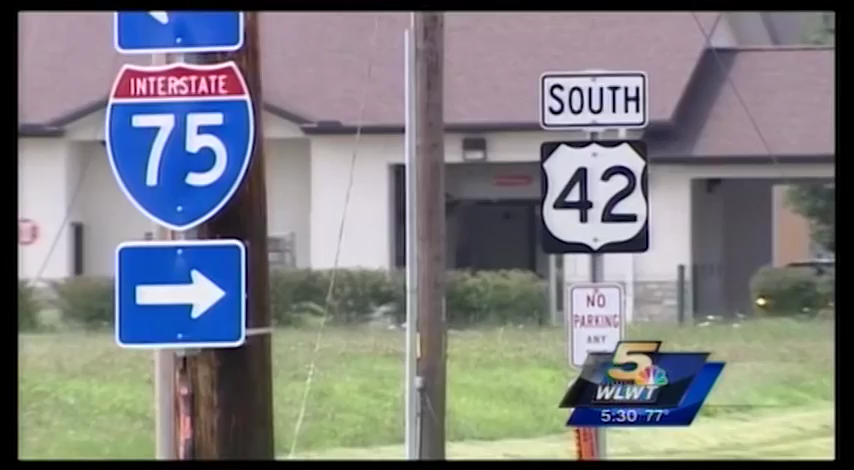 INTERSTATE
75
SOUTH
42
NO
PARKING
ANY
5
WLWT
5:30 77°